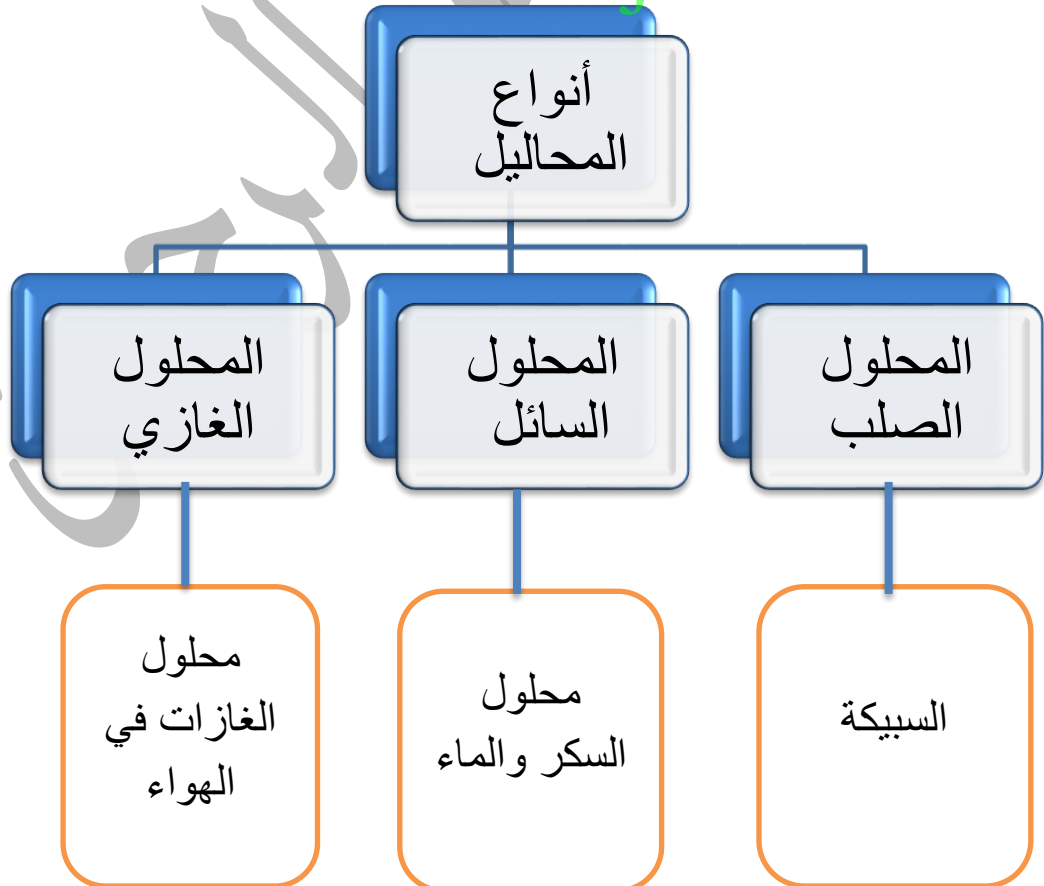 أنواع
المحاليل
المحلول
الصلب
المحلول
السائل
المحلول
الغازي
السبيكة
محلول
السكر والماء
محلول
الغازات في
الهواء